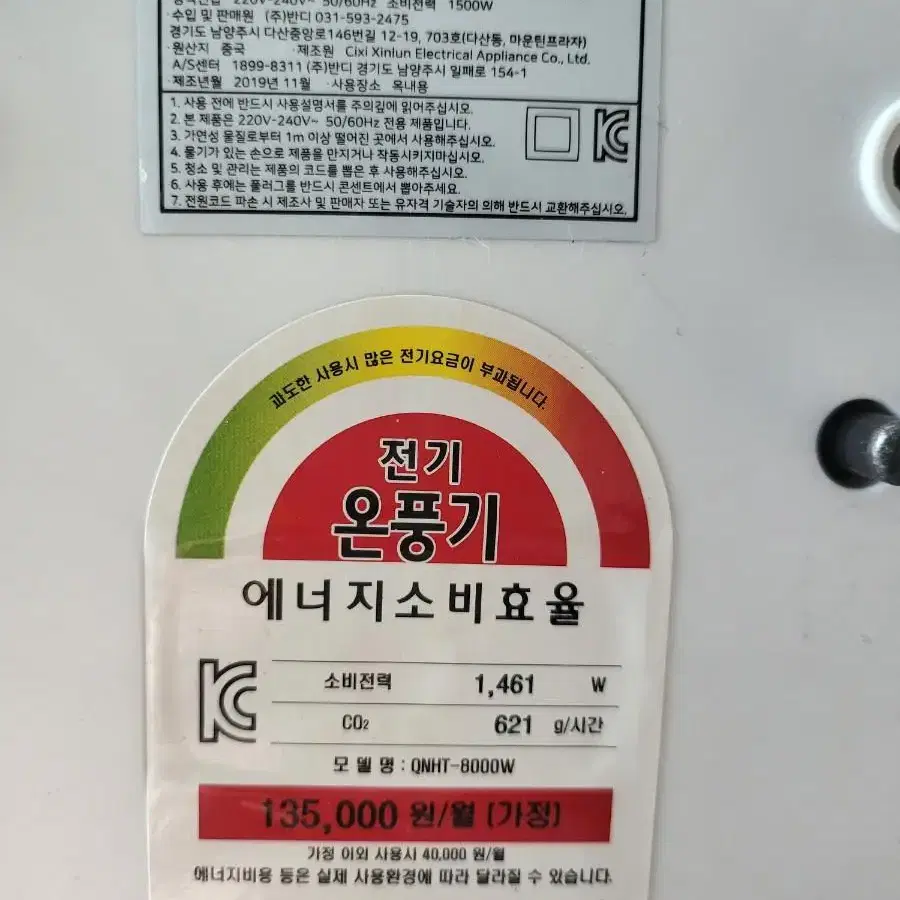 220V-240V~ 50/60Hz 소비전력 1500W
·수입 및 판매원 (주)반디 031-593-2475
경기도 남양주시 다산중앙로146번길 12-19, 703호(다산동, 마운틴프라자)
·원산지 중국 ·제조원 Cixi Xinlun Electrical Appliance Co., Ltd.
A/S센터 1899-8311 (주)반디 경기도 남양주시 일패로 154-1
·제조년월 2019년 11월 ·사용장소 옥내용
1. 사용 전에 반드시 사용설명서를 주의깊에 읽어주십시오.
2. 본 제품은 220V-240V~ 50/60Hz 전용 제품입니다.
3. 가연성 물질로부터 1m 이상 떨어진 곳에서 사용해주십시오.
4. 물기가 있는 손으로 제품을 만지거나 작동시키지마십시오.
5. 청소 및 관리는 제품의 코드를 뽑은 후 사용해주십시오.
6. 사용 후에는 플러그를 반드시 콘센트에서 뽑아주세요.
7. 전원코드 파손 시 제조사 및 판매자 또는 유자격 기술자의 의해 반드시 교환해주십시오.
과도한 사용시 많은 전기요금이 부과됩니다.
전기
온풍기
에너지소비효율
소비전력 1,461 W
CO₂ 621 g/시간
모델명 : QNHT-8000W
135,000 원/월 (가정)
가정 이외 사용시 40,000 원/월
에너지비용 등은 실제 사용환경에 따라 달라질 수 있습니다.